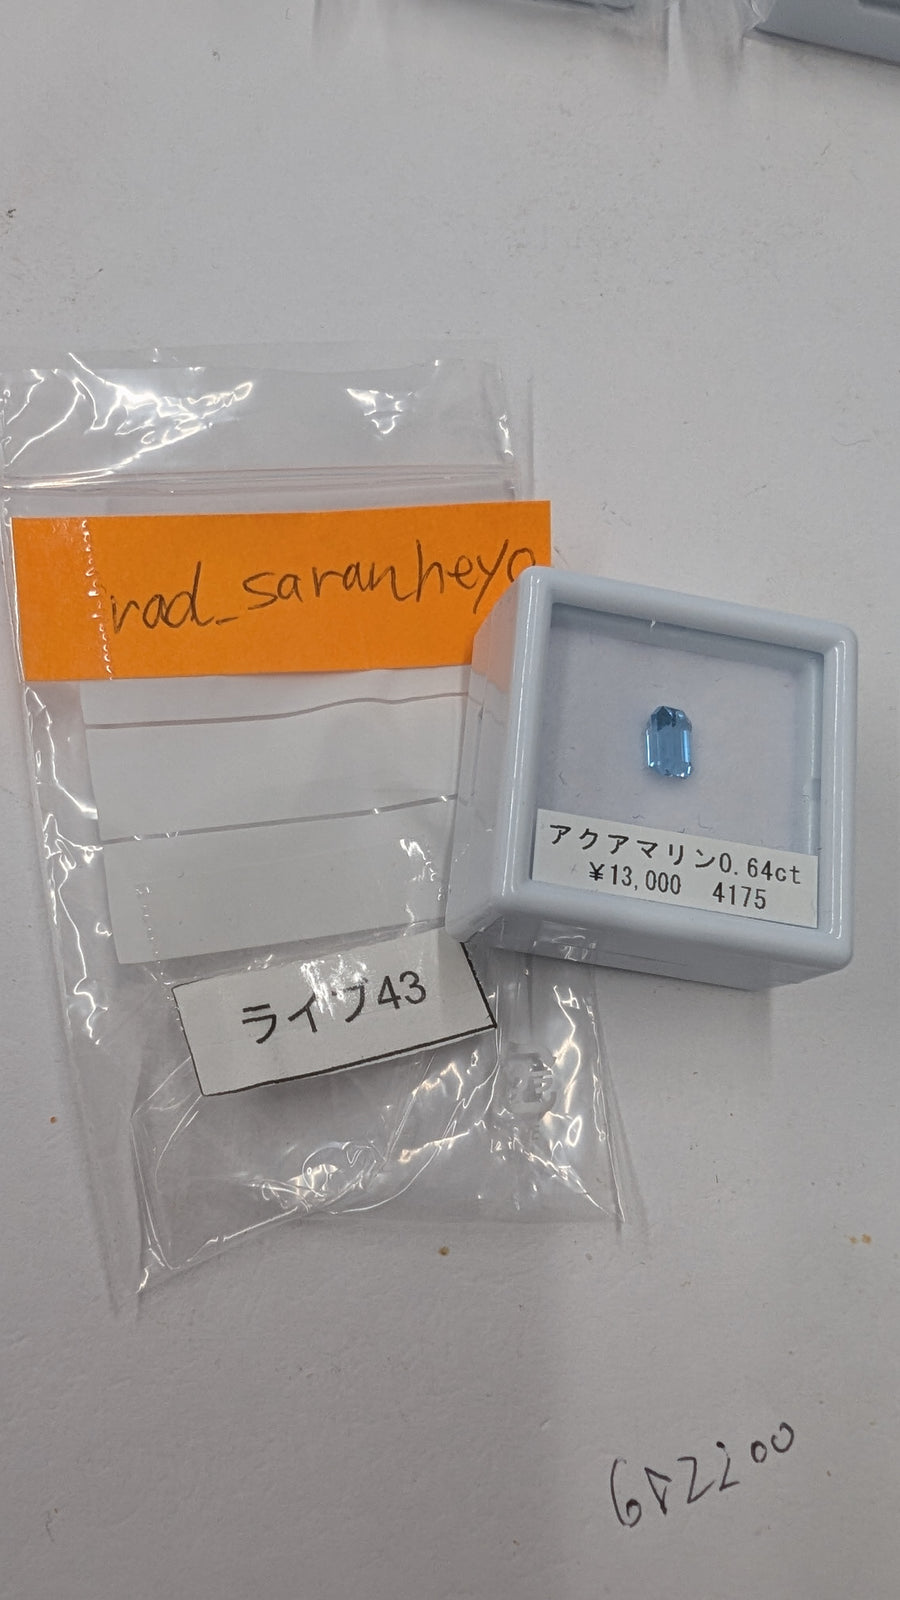 rad_saranheyo
アクアマリン0.64ct
¥13,000 4175
ライブ43